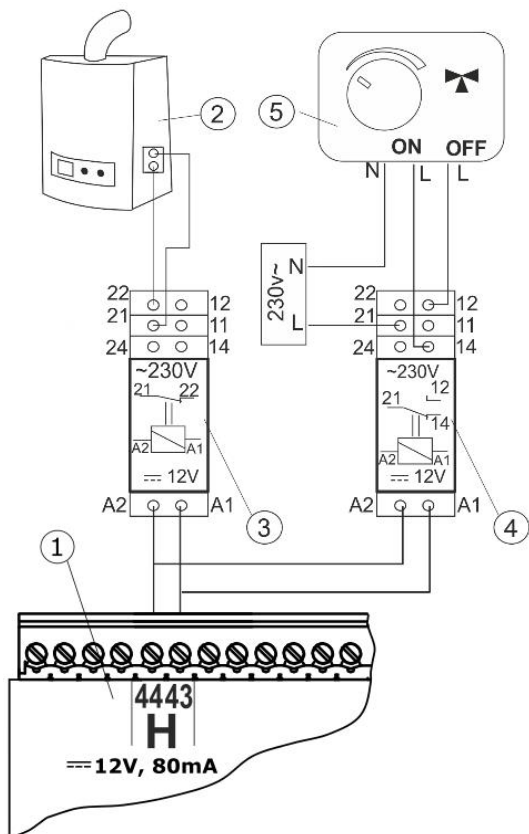 2
5
ON OFF
N L L
230v~ N L
22 12
21 11
24 14
~230V
21 22
A2 A1
⎓ 12V
A2 A1
3
22 12
21 11
24 14
~230V
12
21
14
A2 A1
⎓ 12V
A2 A1
4
1
44 43
H
⎓ 12V, 80mA